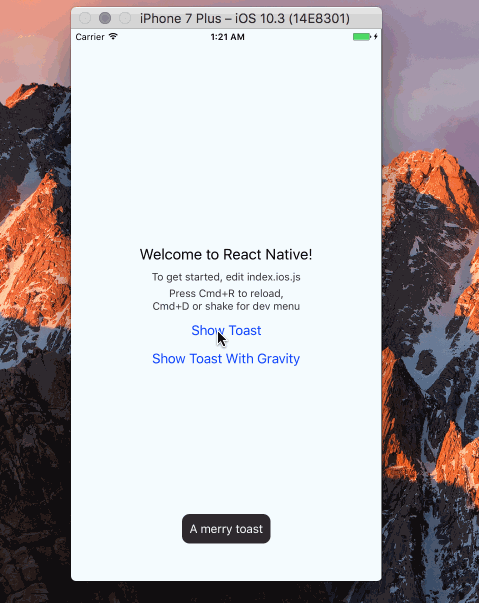 iPhone 7 Plus – iOS 10.3 (14E8301)
Carrier 1:21 AM
Welcome to React Native!
To get started, edit index.ios.js
Press Cmd+R to reload,
Cmd+D or shake for dev menu
Show Toast
Show Toast With Gravity
A merry toast